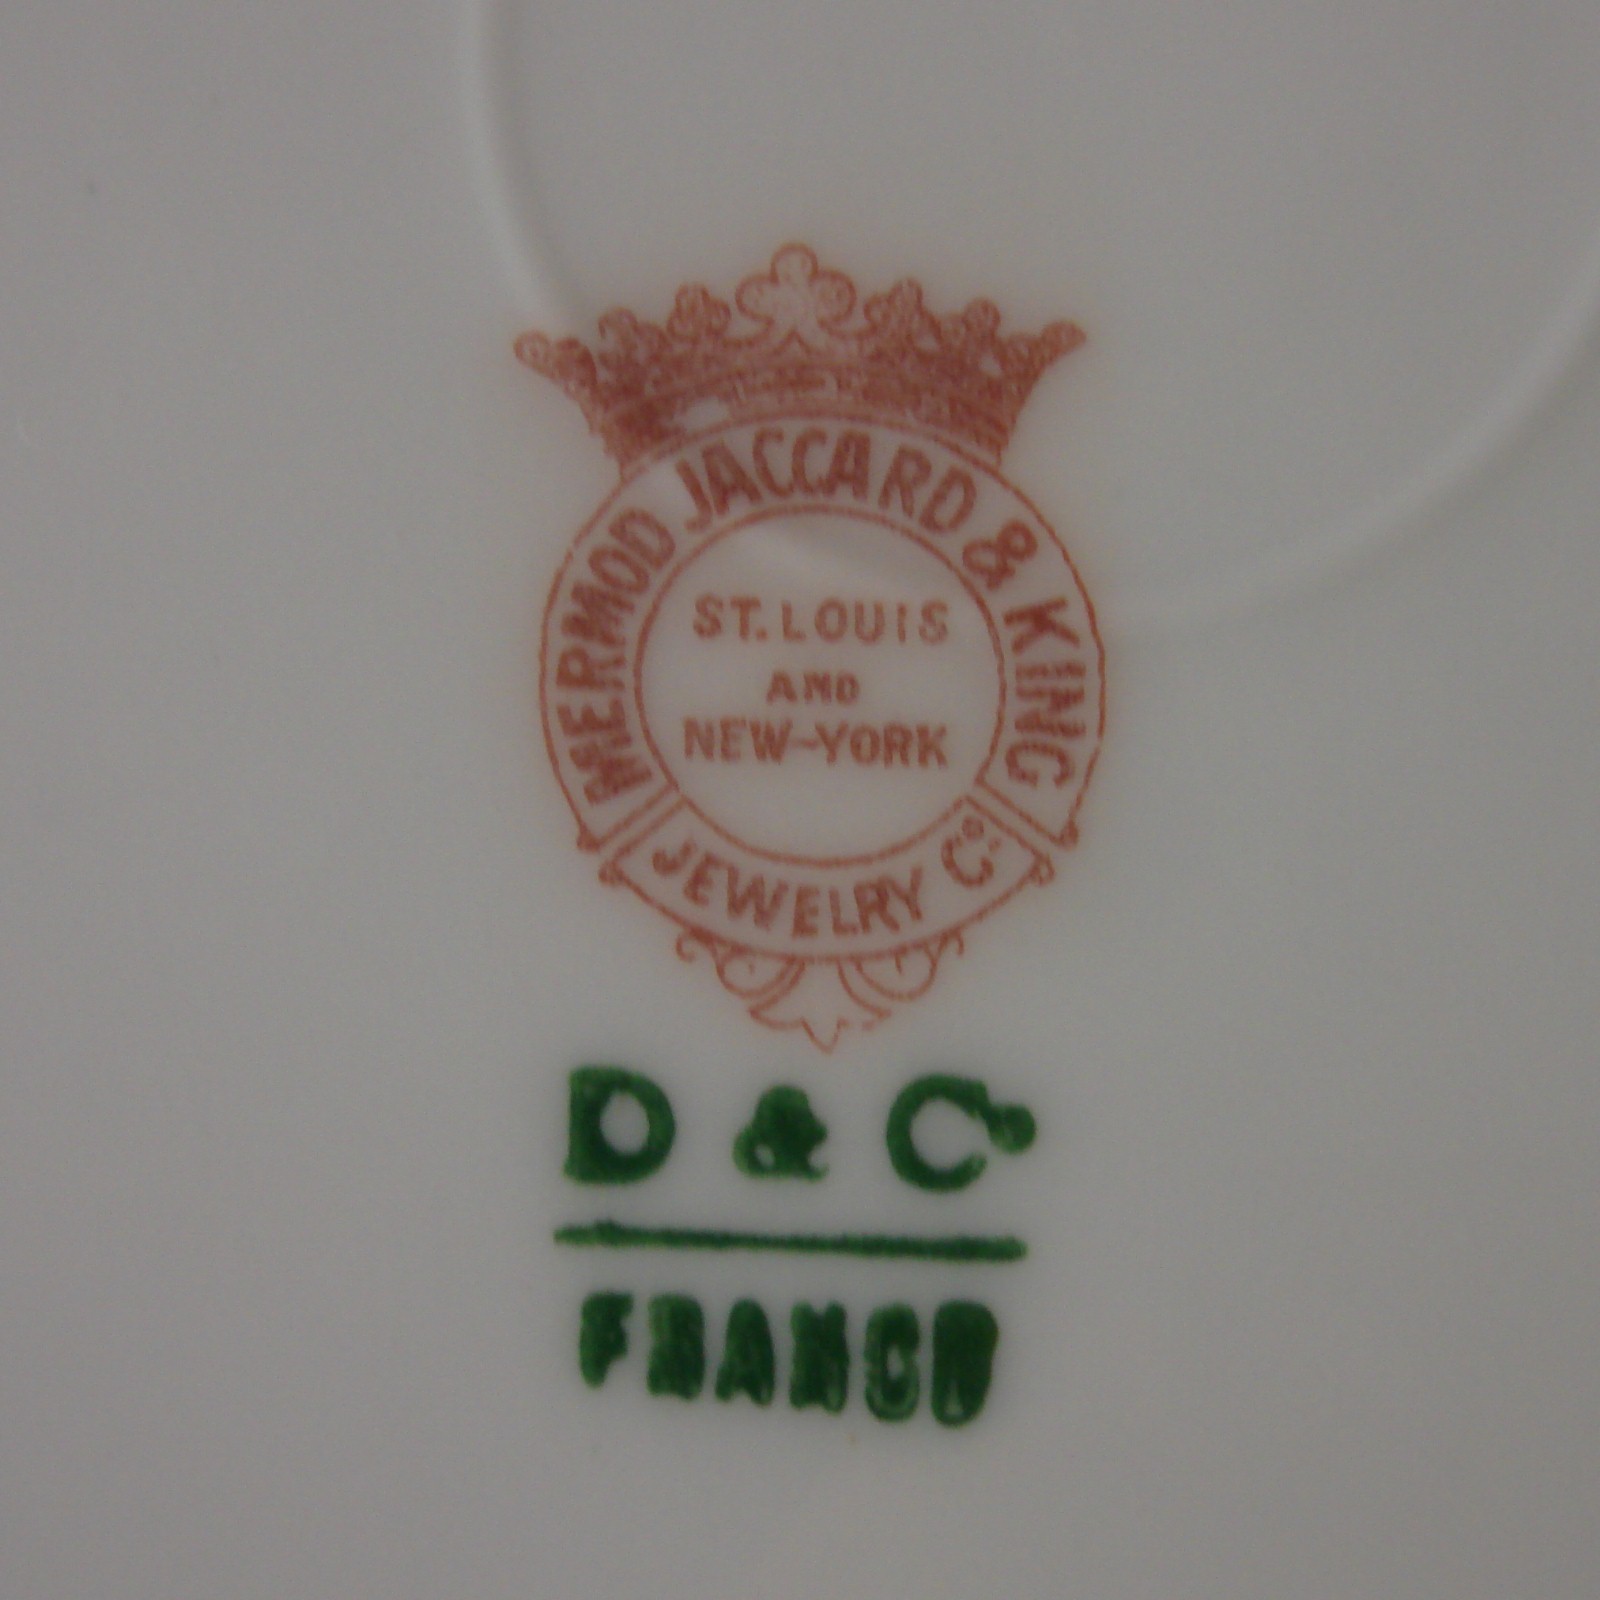 MERMOD JACCARD & KING
ST. LOUIS
AND
NEW-YORK
JEWELRY Co.
D & Co
FRANCE